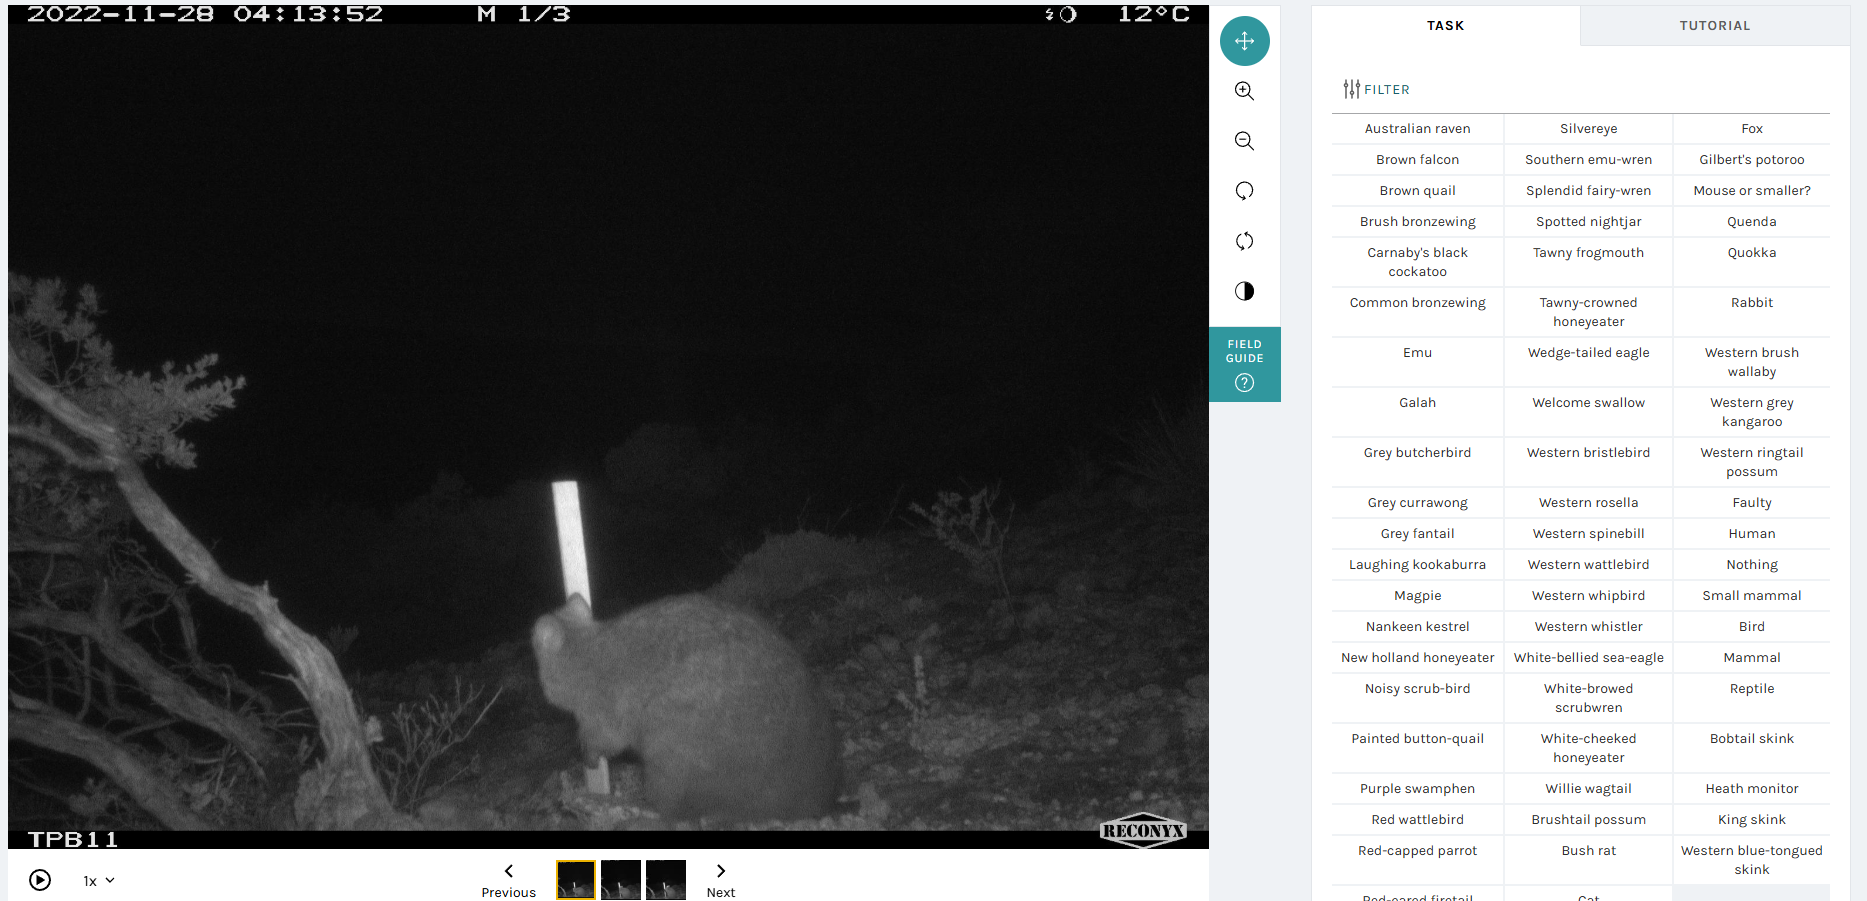 2022-11-28 04:13:52 M 1/3 12°C
TPB11
RECONYX
1x
Previous
Next
FIELD
GUIDE
?
TASK
TUTORIAL
FILTER
Australian raven
Silvereye
Fox
Brown falcon
Southern emu-wren
Gilbert's potoroo
Brown quail
Splendid fairy-wren
Mouse or smaller?
Brush bronzewing
Spotted nightjar
Quenda
Carnaby's black
cockatoo
Tawny frogmouth
Quokka
Common bronzewing
Tawny-crowned
honeyeater
Rabbit
Emu
Wedge-tailed eagle
Western brush
wallaby
Galah
Welcome swallow
Western grey
kangaroo
Grey butcherbird
Western bristlebird
Western ringtail
possum
Grey currawong
Western rosella
Faulty
Grey fantail
Western spinebill
Human
Laughing kookaburra
Western wattlebird
Nothing
Magpie
Western whipbird
Small mammal
Nankeen kestrel
Western whistler
Bird
New holland honeyeater
White-bellied sea-eagle
Mammal
Noisy scrub-bird
White-browed
scrubwren
Reptile
Painted button-quail
White-cheeked
honeyeater
Bobtail skink
Purple swamphen
Willie wagtail
Heath monitor
Red wattlebird
Brushtail possum
King skink
Red-capped parrot
Bush rat
Western blue-tongued
skink
Red-eared firetail
Cat